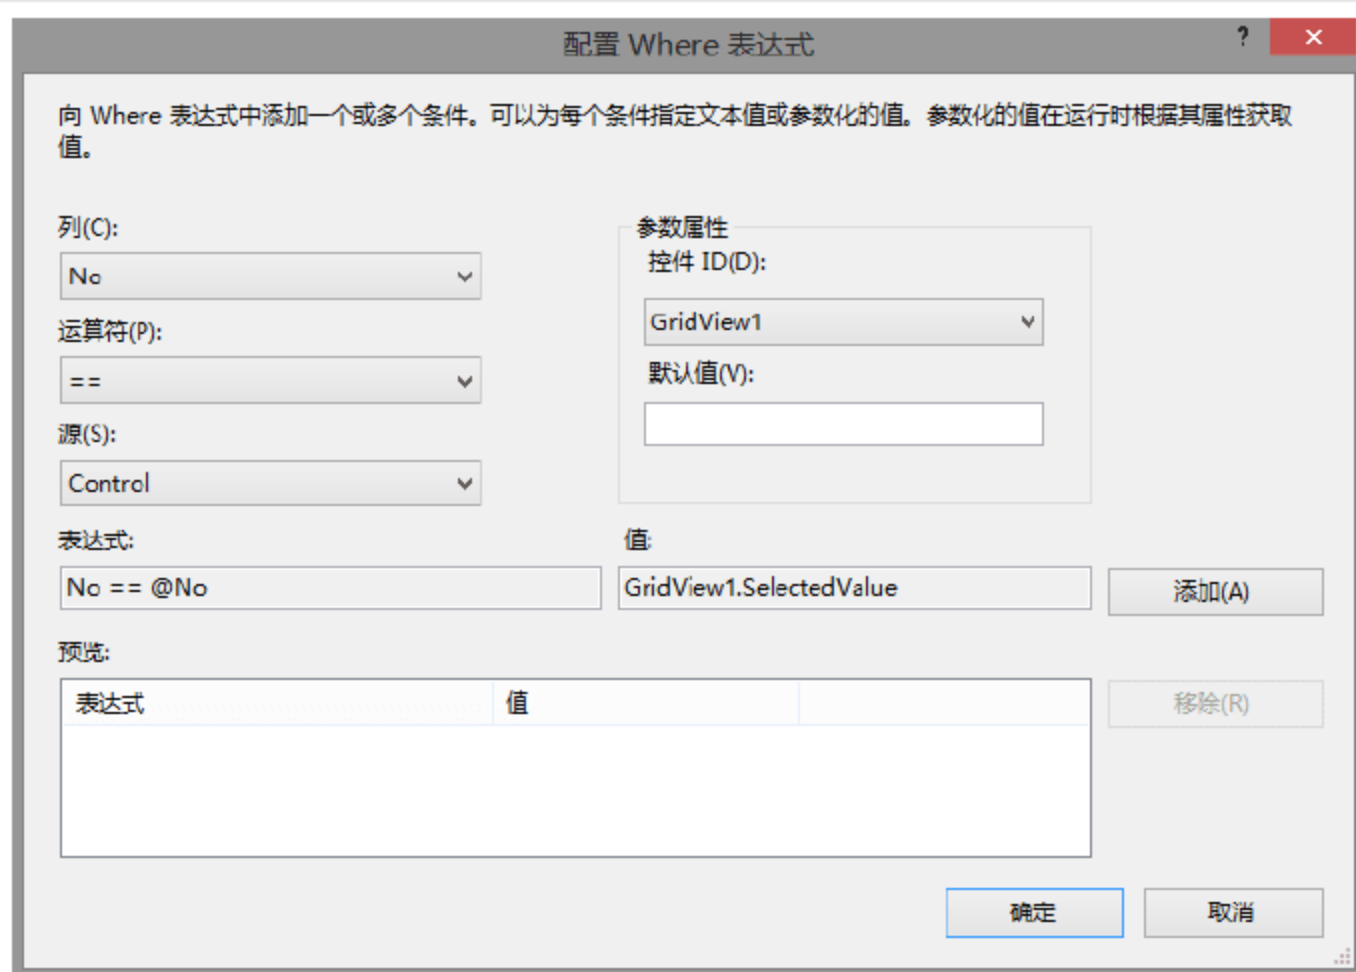 配置 Where 表达式
?
向 Where 表达式中添加一个或多个条件。可以为每个条件指定文本值或参数化的值。参数化的值在运行时根据其属性获取
值。
列(C):
No
运算符(P):
==
源(S):
Control
参数属性
控件 ID(D):
GridView1
默认值(V):
表达式:
No == @No
值:
GridView1.SelectedValue
添加(A)
预览:
表达式 值
移除(R)
确定 取消